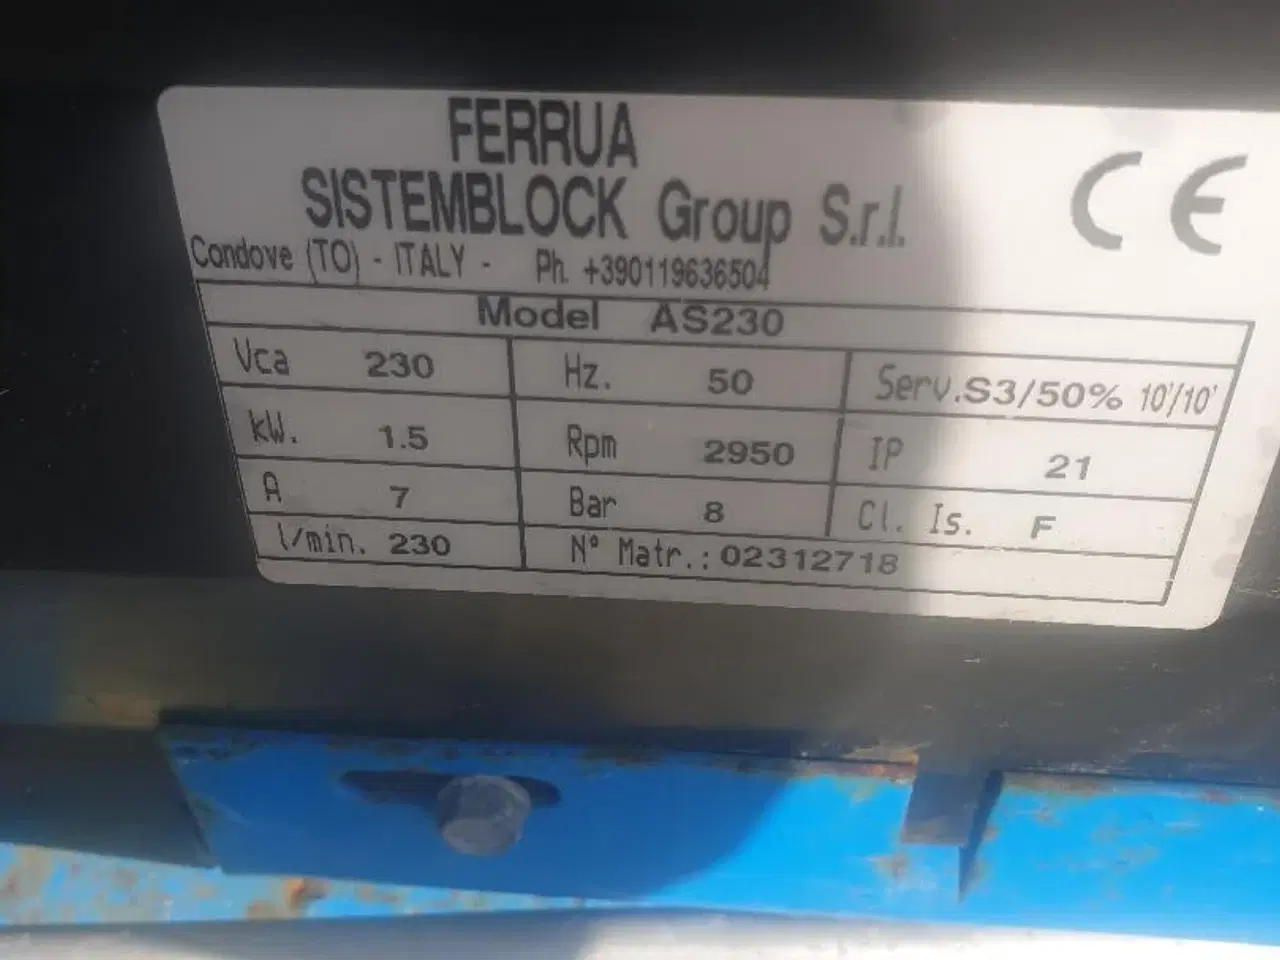 FERRUA
SISTEMBLOCK Group S.r.l.
CE
Condove (TO) - ITALY - Ph. +390119636504
Model AS230
Vca 230 Hz. 50 Serv.S3/50% 10'/10'
kW. 1.5 Rpm 2950 IP 21
A 7 Bar 8 Cl. Is. F
l/min. 230 N° Matr.: 02312718